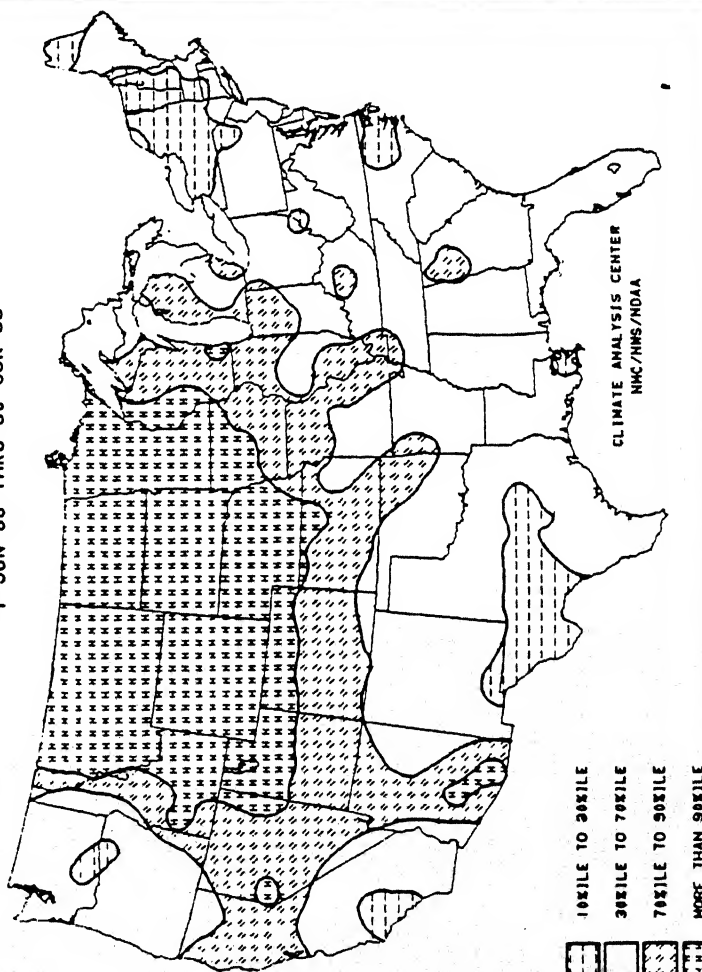 CLIMATE ANALYSIS CENTER
NMC/NWS/NOAA
10%ILE TO 30%ILE
30%ILE TO 70%ILE
70%ILE TO 90%ILE
MORE THAN 90%ILE